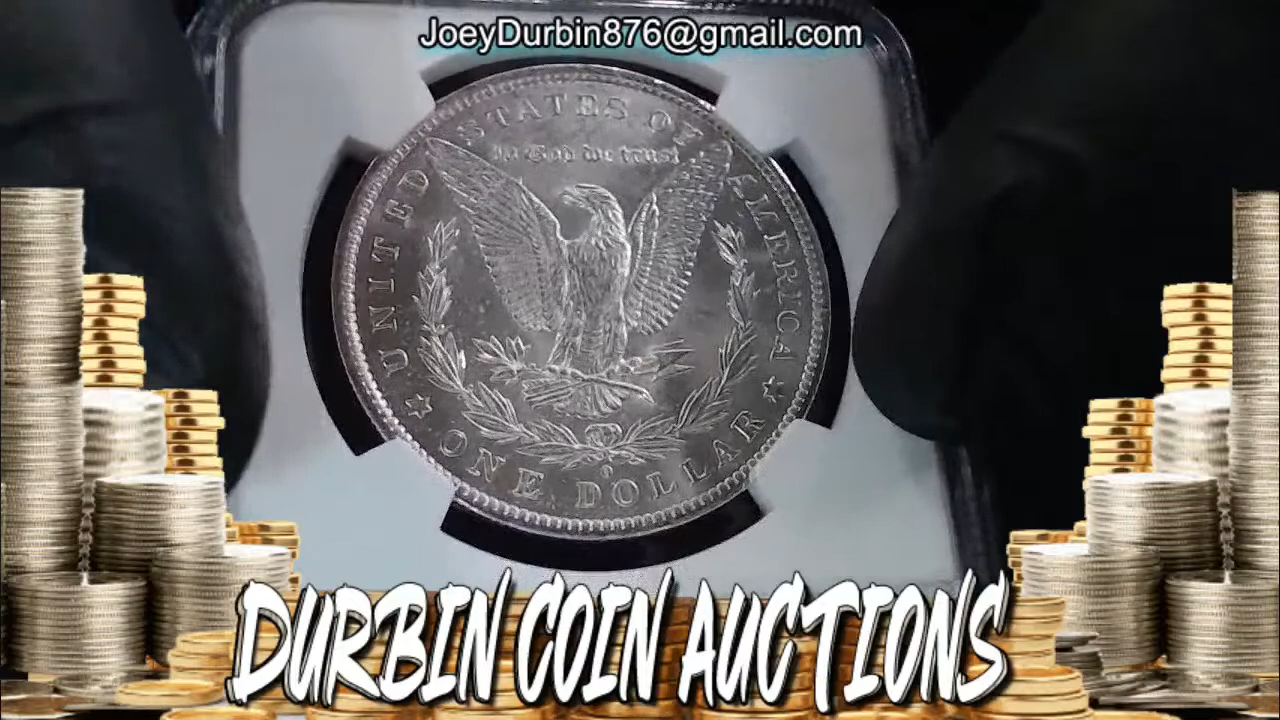 JoeyDurbin876@gmail.com
UNITED STATES OF AMERICA
In God we trust
ONE DOLLAR
O
DURBIN COIN AUCTIONS